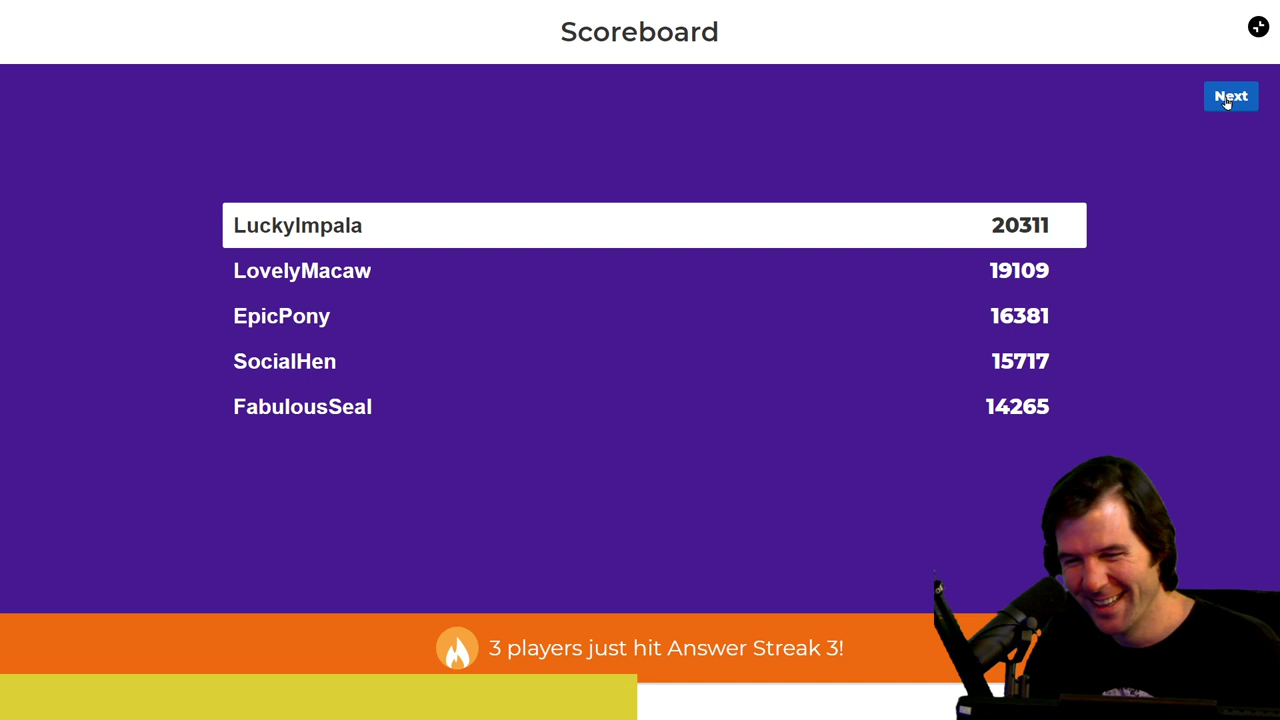 Scoreboard
Next
LuckyImpala 20311
LovelyMacaw 19109
EpicPony 16381
SocialHen 15717
FabulousSeal 14265
3 players just hit Answer Streak 3!